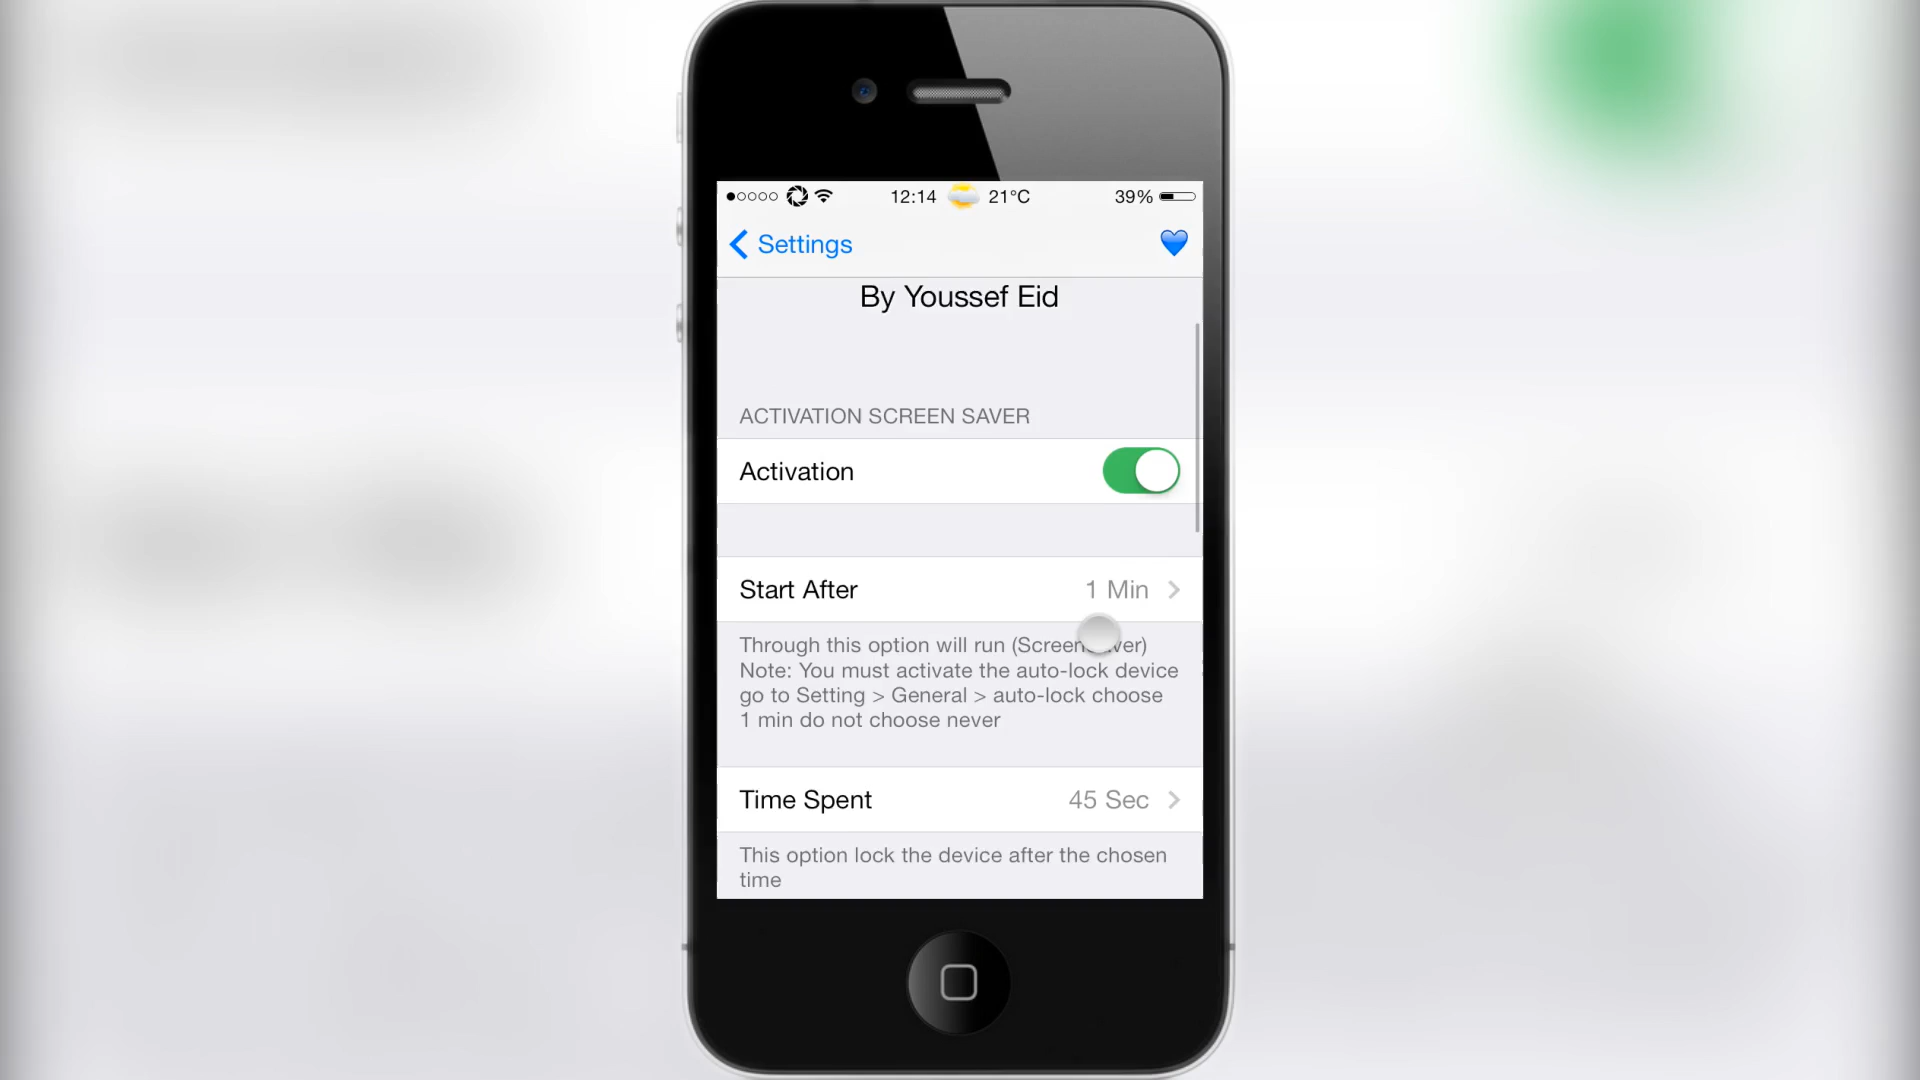 12:14 21°C 39%
Settings
By Youssef Eid
ACTIVATION SCREEN SAVER
Activation
Start After 1 Min
Through this option will run (Screen ver)
Note: You must activate the auto-lock device
go to Setting > General > auto-lock choose
1 min do not choose never
Time Spent 45 Sec
This option lock the device after the chosen
time